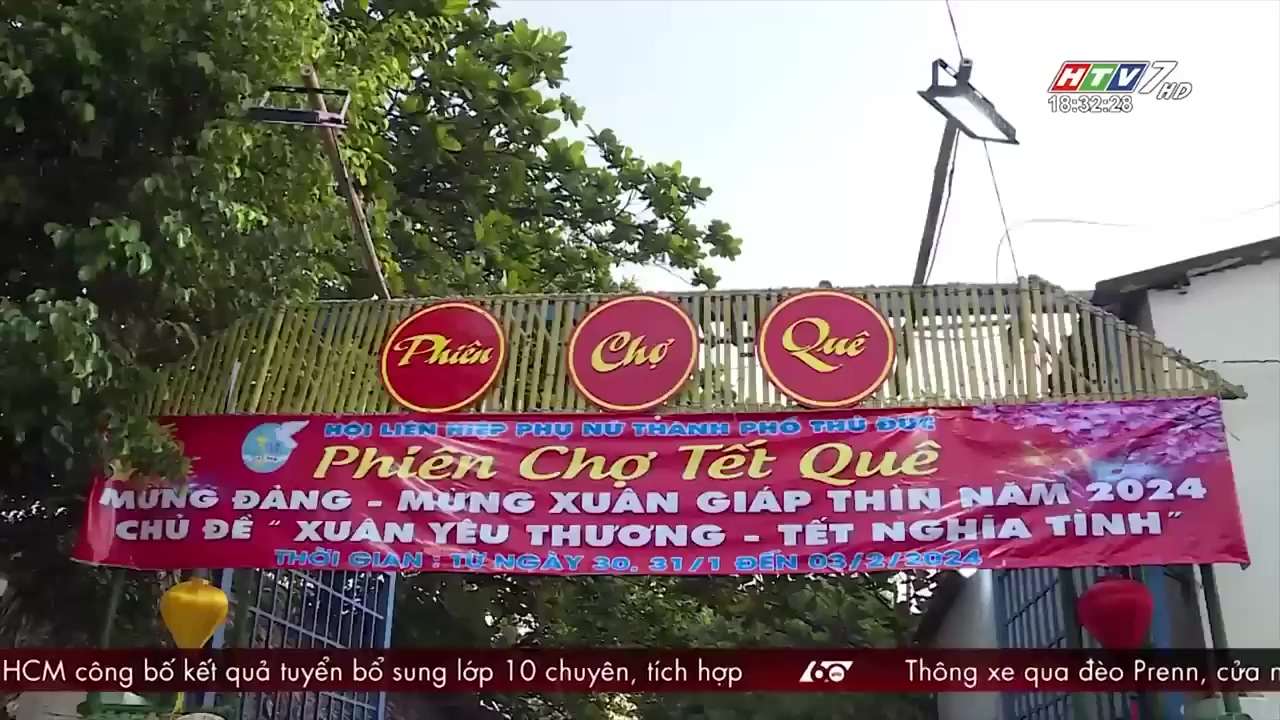 HTV7 HD
18:32:28
Phiên Chợ Quê
HỘI LIÊN HIỆP PHỤ NỮ THÀNH PHỐ THỦ ĐỨC
Phiên Chợ Tết Quê
MỪNG ĐẢNG - MỪNG XUÂN GIÁP THÌN NĂM 2024
CHỦ ĐỀ " XUÂN YÊU THƯƠNG - TẾT NGHĨA TÌNH"
THỜI GIAN : TỪ NGÀY 30, 31/1 ĐẾN 03/2/2024
HCM công bố kết quả tuyển bổ sung lớp 10 chuyên, tích hợp 60 Thông xe qua đèo Prenn, cửa